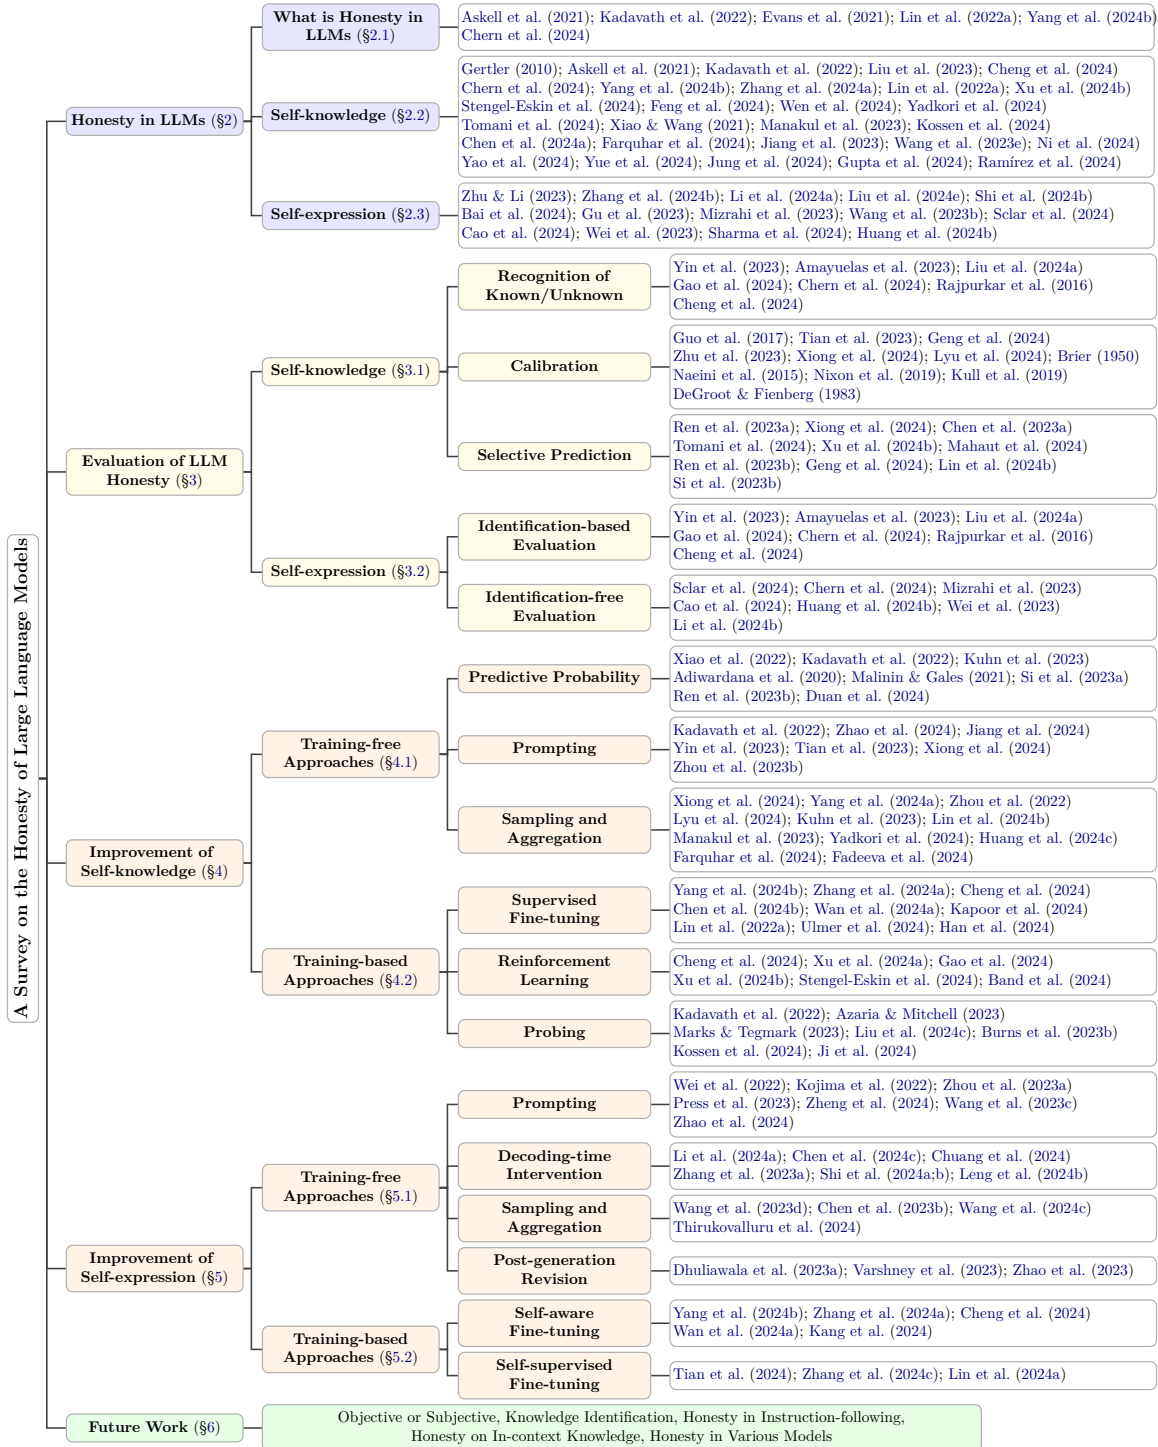 A Survey on the Honesty of Large Language Models
Honesty in LLMs (§2)
What is Honesty in
LLMs (§2.1)
Askell et al. (2021); Kadavath et al. (2022); Evans et al. (2021); Lin et al. (2022a); Yang et al. (2024b)
Chern et al. (2024)
Self-knowledge (§2.2)
Gertler (2010); Askell et al. (2021); Kadavath et al. (2022); Liu et al. (2023); Cheng et al. (2024)
Chern et al. (2024); Yang et al. (2024b); Zhang et al. (2024a); Lin et al. (2022a); Xu et al. (2024b)
Stengel-Eskin et al. (2024); Feng et al. (2024); Wen et al. (2024); Yadkori et al. (2024)
Tomani et al. (2024); Xiao & Wang (2021); Manakul et al. (2023); Kossen et al. (2024)
Chen et al. (2024a); Farquhar et al. (2024); Jiang et al. (2023); Wang et al. (2023e); Ni et al. (2024)
Yao et al. (2024); Yue et al. (2024); Jung et al. (2024); Gupta et al. (2024); Ramírez et al. (2024)
Self-expression (§2.3)
Zhu & Li (2023); Zhang et al. (2024b); Li et al. (2024a); Liu et al. (2024e); Shi et al. (2024b)
Bai et al. (2024); Gu et al. (2023); Mizrahi et al. (2023); Wang et al. (2023b); Sclar et al. (2024)
Cao et al. (2024); Wei et al. (2023); Sharma et al. (2024); Huang et al. (2024b)
Evaluation of LLM
Honesty (§3)
Self-knowledge (§3.1)
Recognition of
Known/Unknown
Yin et al. (2023); Amayuelas et al. (2023); Liu et al. (2024a)
Gao et al. (2024); Chern et al. (2024); Rajpurkar et al. (2016)
Cheng et al. (2024)
Calibration
Guo et al. (2017); Tian et al. (2023); Geng et al. (2024)
Zhu et al. (2023); Xiong et al. (2024); Lyu et al. (2024); Brier (1950)
Naeini et al. (2015); Nixon et al. (2019); Kull et al. (2019)
DeGroot & Fienberg (1983)
Selective Prediction
Ren et al. (2023a); Xiong et al. (2024); Chen et al. (2023a)
Tomani et al. (2024); Xu et al. (2024b); Mahaut et al. (2024)
Ren et al. (2023b); Geng et al. (2024); Lin et al. (2024b)
Si et al. (2023b)
Self-expression (§3.2)
Identification-based
Evaluation
Yin et al. (2023); Amayuelas et al. (2023); Liu et al. (2024a)
Gao et al. (2024); Chern et al. (2024); Rajpurkar et al. (2016)
Cheng et al. (2024)
Identification-free
Evaluation
Sclar et al. (2024); Chern et al. (2024); Mizrahi et al. (2023)
Cao et al. (2024); Huang et al. (2024b); Wei et al. (2023)
Li et al. (2024b)
Improvement of
Self-knowledge (§4)
Training-free
Approaches (§4.1)
Predictive Probability
Xiao et al. (2022); Kadavath et al. (2022); Kuhn et al. (2023)
Adiwardana et al. (2020); Malinin & Gales (2021); Si et al. (2023a)
Ren et al. (2023b); Duan et al. (2024)
Prompting
Kadavath et al. (2022); Zhao et al. (2024); Jiang et al. (2024)
Yin et al. (2023); Tian et al. (2023); Xiong et al. (2024)
Zhou et al. (2023b)
Sampling and
Aggregation
Xiong et al. (2024); Yang et al. (2024a); Zhou et al. (2022)
Lyu et al. (2024); Kuhn et al. (2023); Lin et al. (2024b)
Manakul et al. (2023); Yadkori et al. (2024); Huang et al. (2024c)
Farquhar et al. (2024); Fadeeva et al. (2024)
Training-based
Approaches (§4.2)
Supervised
Fine-tuning
Yang et al. (2024b); Zhang et al. (2024a); Cheng et al. (2024)
Chen et al. (2024b); Wan et al. (2024a); Kapoor et al. (2024)
Lin et al. (2022a); Ulmer et al. (2024); Han et al. (2024)
Reinforcement
Learning
Cheng et al. (2024); Xu et al. (2024a); Gao et al. (2024)
Xu et al. (2024b); Stengel-Eskin et al. (2024); Band et al. (2024)
Probing
Kadavath et al. (2022); Azaria & Mitchell (2023)
Marks & Tegmark (2023); Liu et al. (2024c); Burns et al. (2023b)
Kossen et al. (2024); Ji et al. (2024)
Improvement of
Self-expression (§5)
Training-free
Approaches (§5.1)
Prompting
Wei et al. (2022); Kojima et al. (2022); Zhou et al. (2023a)
Press et al. (2023); Zheng et al. (2024); Wang et al. (2023c)
Zhao et al. (2024)
Decoding-time
Intervention
Li et al. (2024a); Chen et al. (2024c); Chuang et al. (2024)
Zhang et al. (2023a); Shi et al. (2024a;b); Leng et al. (2024b)
Sampling and
Aggregation
Wang et al. (2023d); Chen et al. (2023b); Wang et al. (2024c)
Thirukovalluru et al. (2024)
Post-generation
Revision
Dhuliawala et al. (2023a); Varshney et al. (2023); Zhao et al. (2023)
Training-based
Approaches (§5.2)
Self-aware
Fine-tuning
Yang et al. (2024b); Zhang et al. (2024a); Cheng et al. (2024)
Wan et al. (2024a); Kang et al. (2024)
Self-supervised
Fine-tuning
Tian et al. (2024); Zhang et al. (2024c); Lin et al. (2024a)
Future Work (§6)
Objective or Subjective, Knowledge Identification, Honesty in Instruction-following,
Honesty on In-context Knowledge, Honesty in Various Models